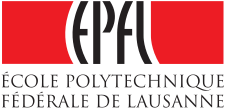 EPFL
ÉCOLE POLYTECHNIQUE
FÉDÉRALE DE LAUSANNE